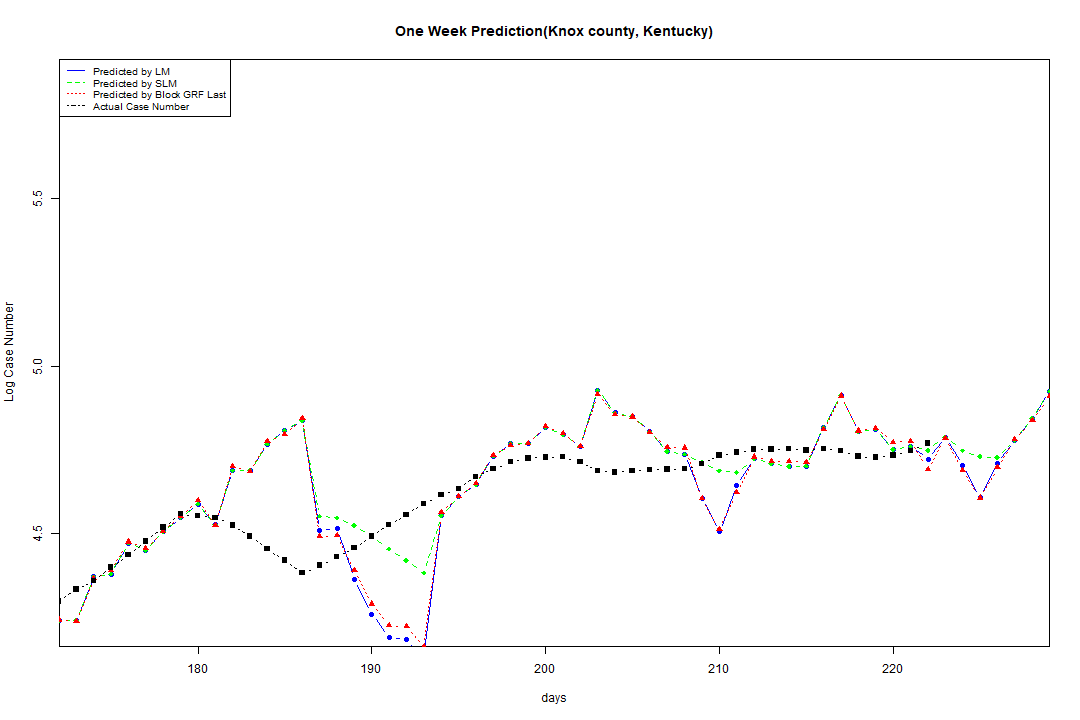 One Week Prediction(Knox county, Kentucky)
Predicted by LM
Predicted by SLM
Predicted by Block GRF Last
Actual Case Number
5.5
5.0
4.5
Log Case Number
180 190 200 210 220
days